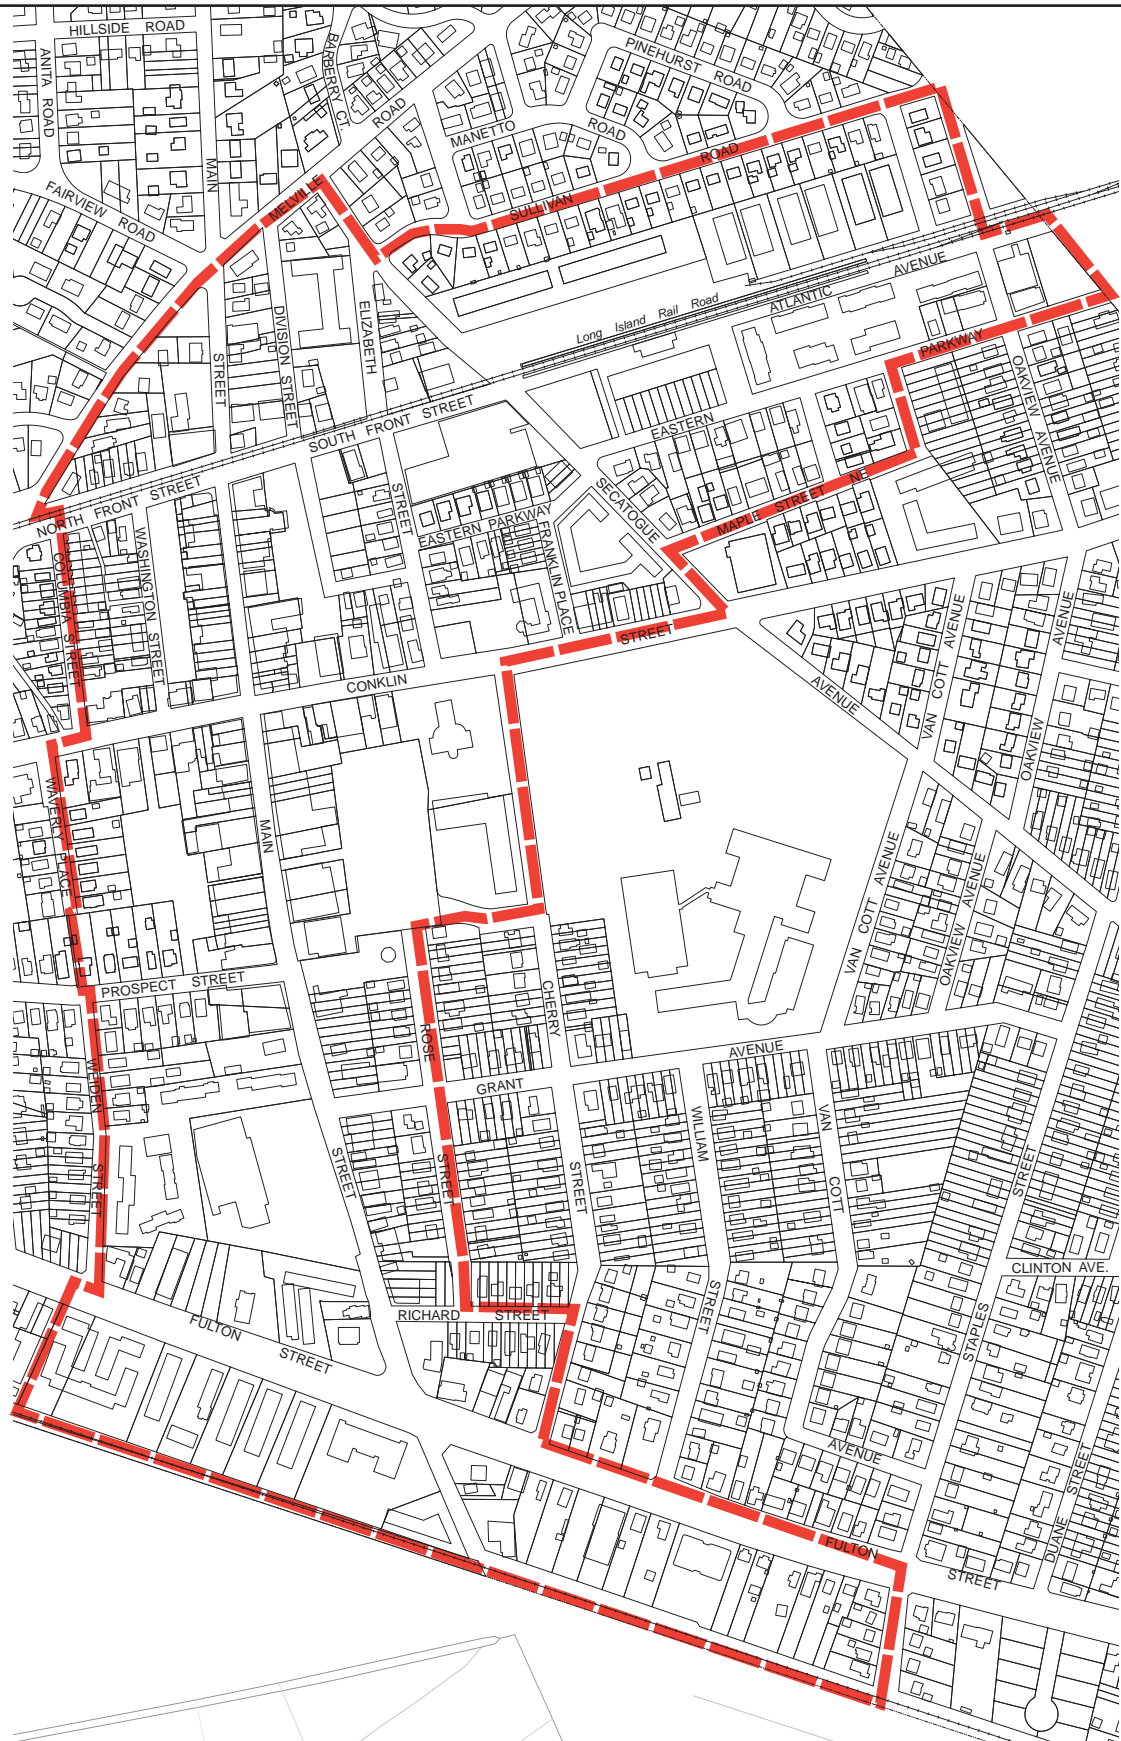 HILLSIDE ROAD
ANITA ROAD
BARBERRY CT.
PINEHURST ROAD
ROAD
MANETTO ROAD
MAIN
FAIRVIEW ROAD
MELVILLE
SULLIVAN
ROAD
AVENUE
ATLANTIC
Long Island Rail Road
ELIZABETH
DIVISION STREET
STREET
PARKWAY
OAKVIEW AVENUE
SOUTH FRONT STREET
EASTERN
NORTH FRONT STREET
STREET
SECATOGUE
MAPLE STREET NE
EASTERN PARKWAY
FRANKLIN PLACE
WASHINGTON STREET
COLUMBIA STREET
STREET
CONKLIN
AVENUE
VAN COTT AVENUE
AVENUE
OAKVIEW
WAVERLY PLACE
MAIN
VAN COTT AVENUE
OAKVIEW AVENUE
PROSPECT STREET
CHERRY
ROSE
AVENUE
GRANT
WEIDEN
STREET
WILLIAM
VAN
COTT
STREET
STREET
STREET
STREET
CLINTON AVE.
RICHARD STREET
STREET
STAPLES
FULTON
STREET
AVENUE
STREET
DUANE
FULTON
STREET